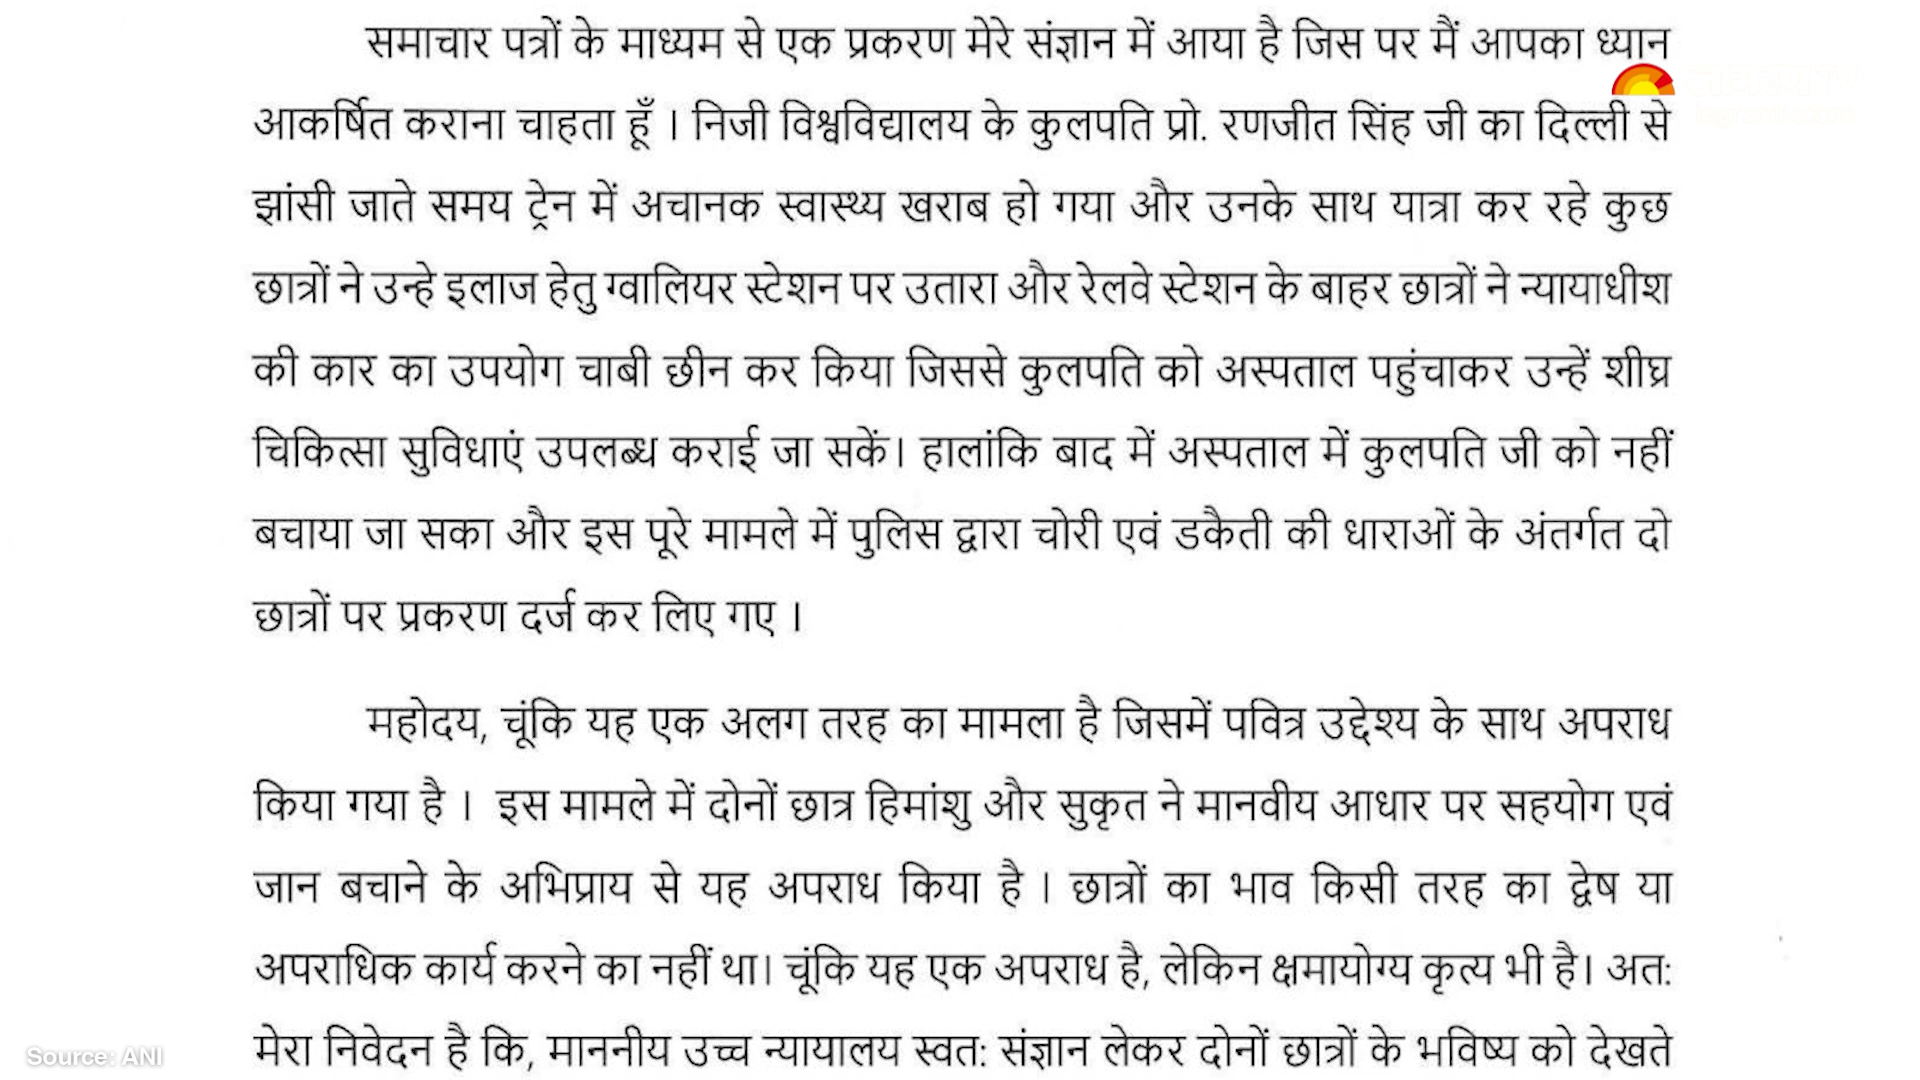 समाचार पत्रों के माध्यम से एक प्रकरण मेरे संज्ञान में आया है जिस पर मैं आपका ध्यान
आकर्षित कराना चाहता हूँ । निजी विश्वविद्यालय के कुलपति प्रो. रणजीत सिंह जी का दिल्ली से
झांसी जाते समय ट्रेन में अचानक स्वास्थ्य खराब हो गया और उनके साथ यात्रा कर रहे कुछ
छात्रों ने उन्हे इलाज हेतु ग्वालियर स्टेशन पर उतारा और रेलवे स्टेशन के बाहर छात्रों ने न्यायाधीश
की कार का उपयोग चाबी छीन कर किया जिससे कुलपति को अस्पताल पहुंचाकर उन्हें शीघ्र
चिकित्सा सुविधाएं उपलब्ध कराई जा सकें। हालांकि बाद में अस्पताल में कुलपति जी को नहीं
बचाया जा सका और इस पूरे मामले में पुलिस द्वारा चोरी एवं डकैती की धाराओं के अंतर्गत दो
छात्रों पर प्रकरण दर्ज कर लिए गए ।
महोदय, चूंकि यह एक अलग तरह का मामला है जिसमें पवित्र उद्देश्य के साथ अपराध
किया गया है । इस मामले में दोनों छात्र हिमांशु और सुकृत ने मानवीय आधार पर सहयोग एवं
जान बचाने के अभिप्राय से यह अपराध किया है । छात्रों का भाव किसी तरह का द्वेष या
अपराधिक कार्य करने का नहीं था। चूंकि यह एक अपराध है, लेकिन क्षमायोग्य कृत्य भी है। अत:
मेरा निवेदन है कि, माननीय उच्च न्यायालय स्वत: संज्ञान लेकर दोनों छात्रों के भविष्य को देखते
Source: ANI